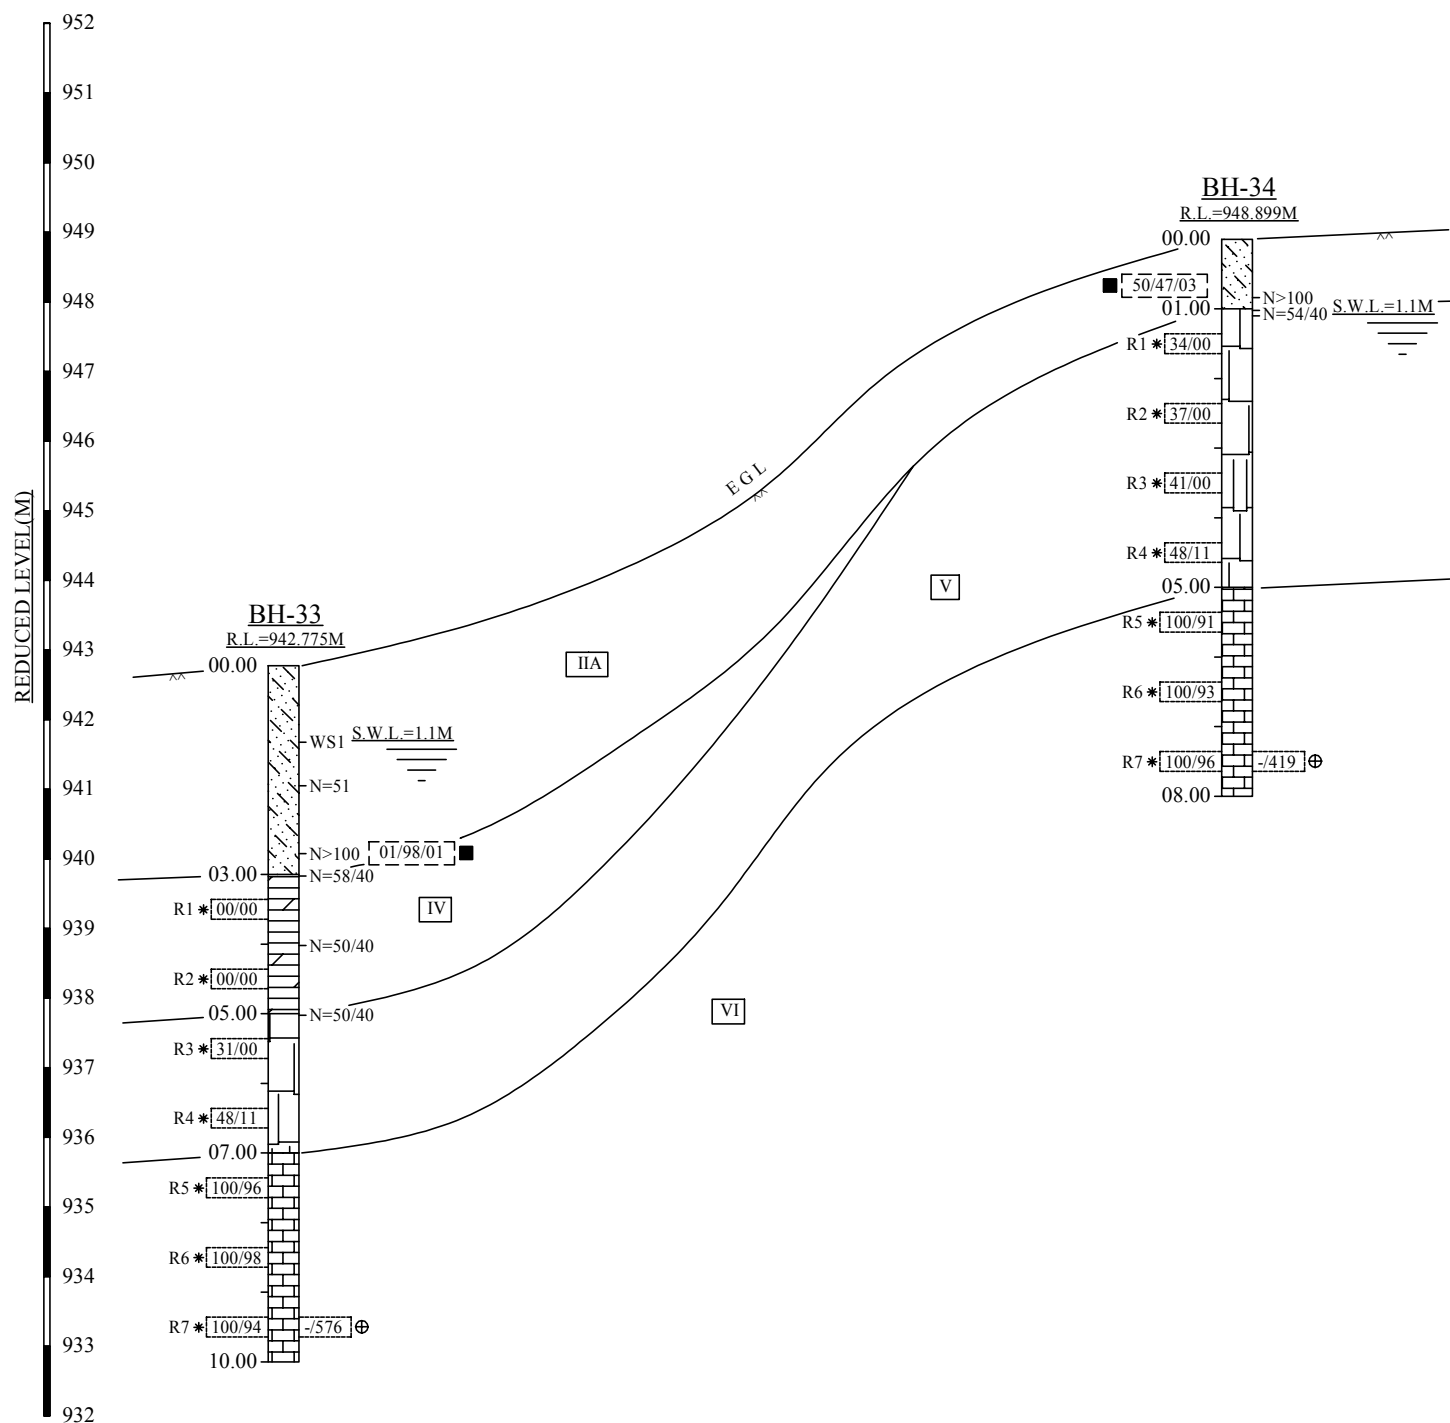 952
951
950
949
948
947
946
945
944
943
942
941
940
939
938
937
936
935
934
933
932
REDUCED LEVEL(M)
BH-33
R.L.=942.775M
00.00
WS1
S.W.L.=1.1M
N=51
N>100
01/98/01
03.00
N=58/40
R1 00/00
N=50/40
R2 00/00
05.00
N=50/40
R3 31/00
R4 48/11
07.00
R5 100/96
R6 100/98
R7 100/94
-/576
10.00
E G L
IIA
IV
V
VI
BH-34
R.L.=948.899M
00.00
50/47/03
N>100
01.00
N=54/40
S.W.L.=1.1M
R1 34/00
R2 37/00
R3 41/00
R4 48/11
05.00
R5 100/91
R6 100/93
R7 100/96
-/419
08.00